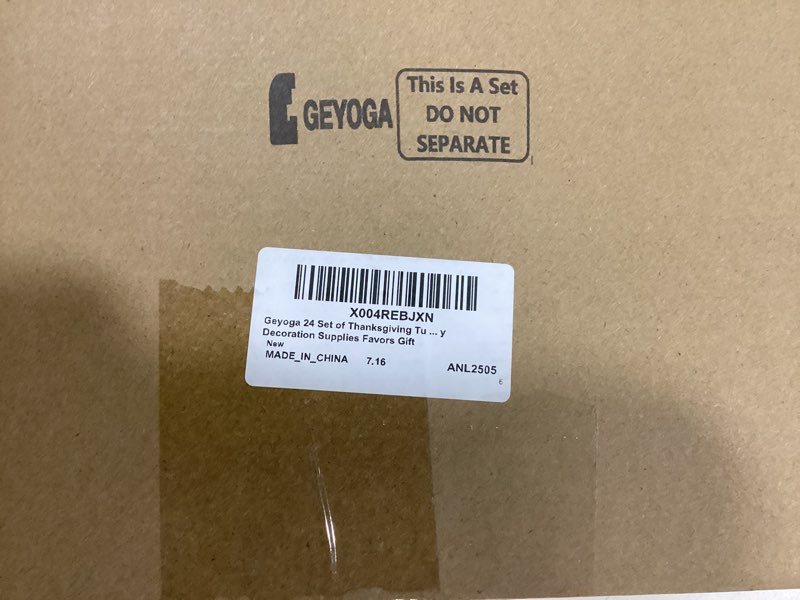 GEYOGA
This Is A Set
DO NOT
SEPARATE
X004REBJXN
Geyoga 24 Set of Thanksgiving Tu ... y
Decoration Supplies Favors Gift
New
MADE_IN_CHINA 7.16 ANL2505
6